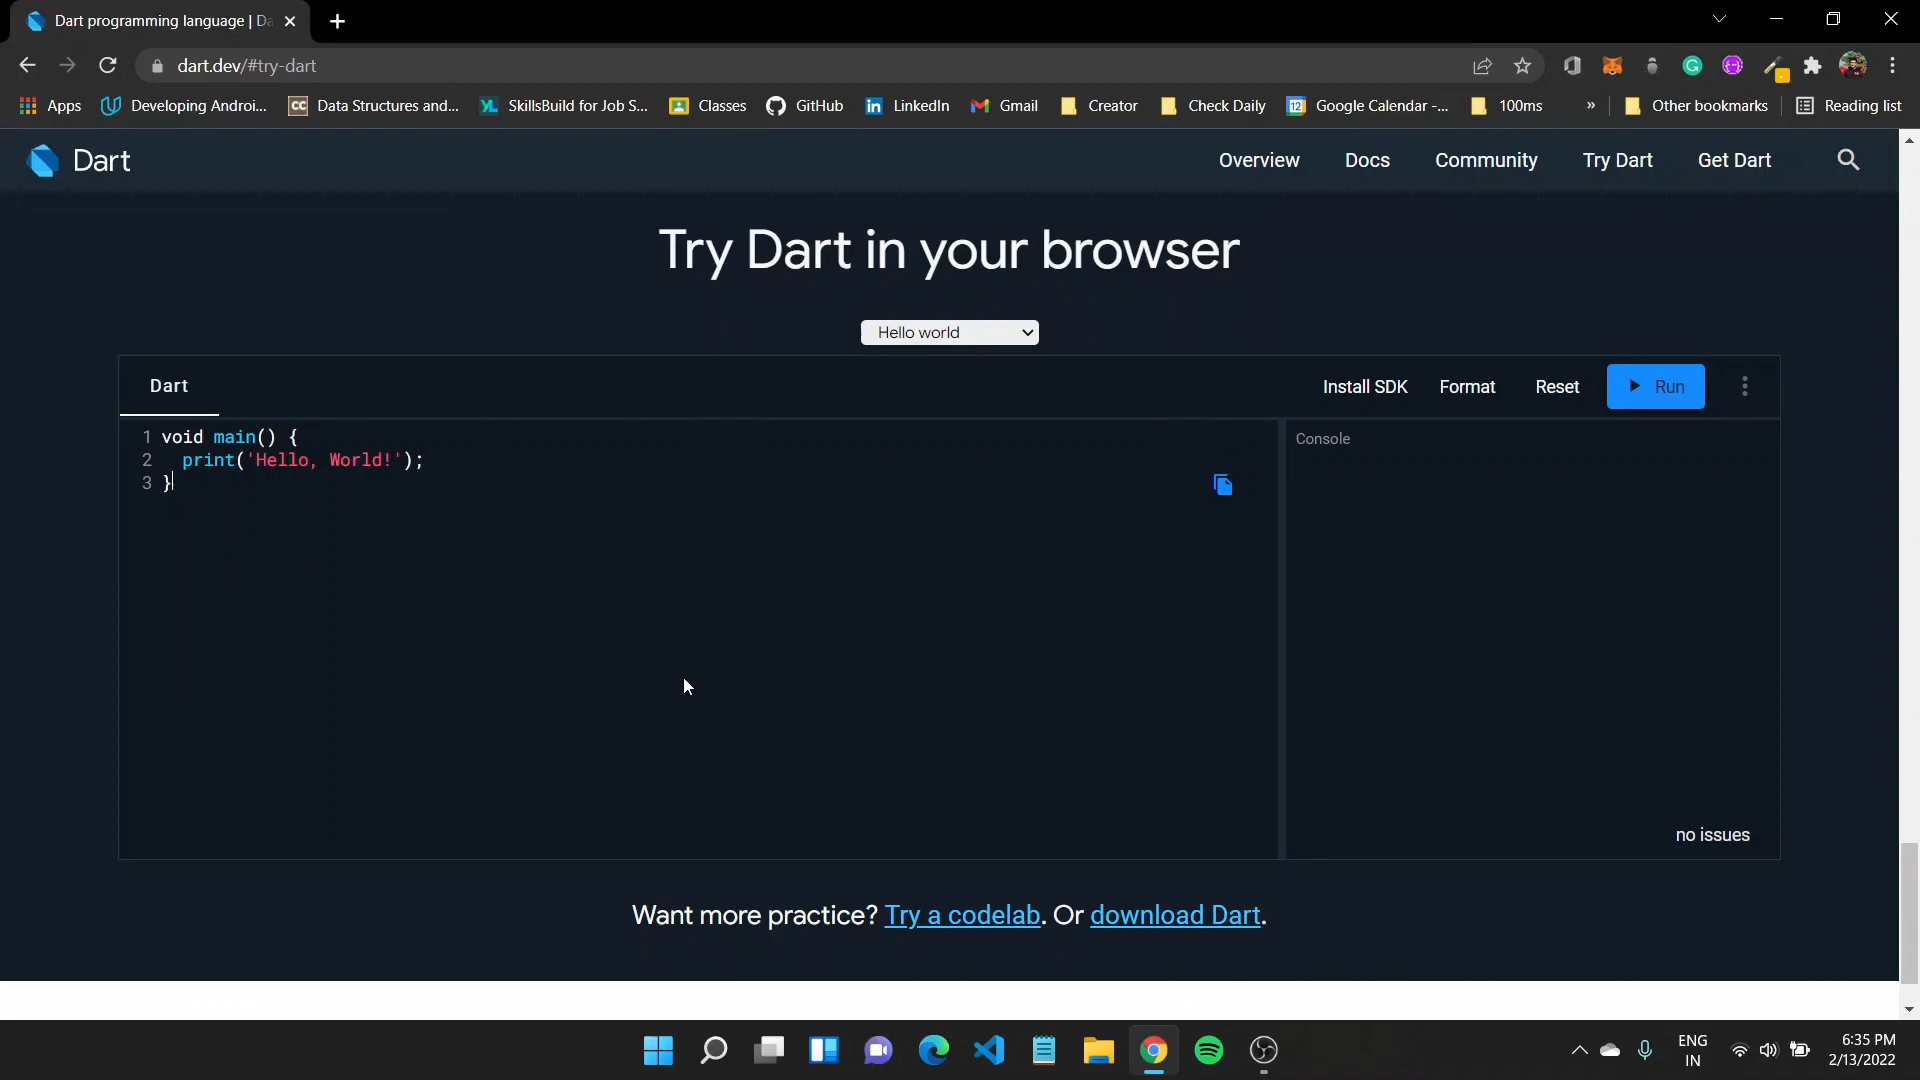 Dart programming language | Da
dart.dev/#try-dart
Apps
Developing Androi...
CC
Data Structures and...
YL
SkillsBuild for Job S...
Classes
GitHub
in
LinkedIn
Gmail
Creator
Check Daily
12
Google Calendar -...
100ms
»
Other bookmarks
Reading list
Dart
Overview
Docs
Community
Try Dart
Get Dart
Try Dart in your browser
Hello world
Dart
Install SDK
Format
Reset
Run
1 void main() {
2 print('Hello, World!');
3 }
Console
no issues
Want more practice? Try a codelab. Or download Dart.
ENG
IN
6:35 PM
2/13/2022